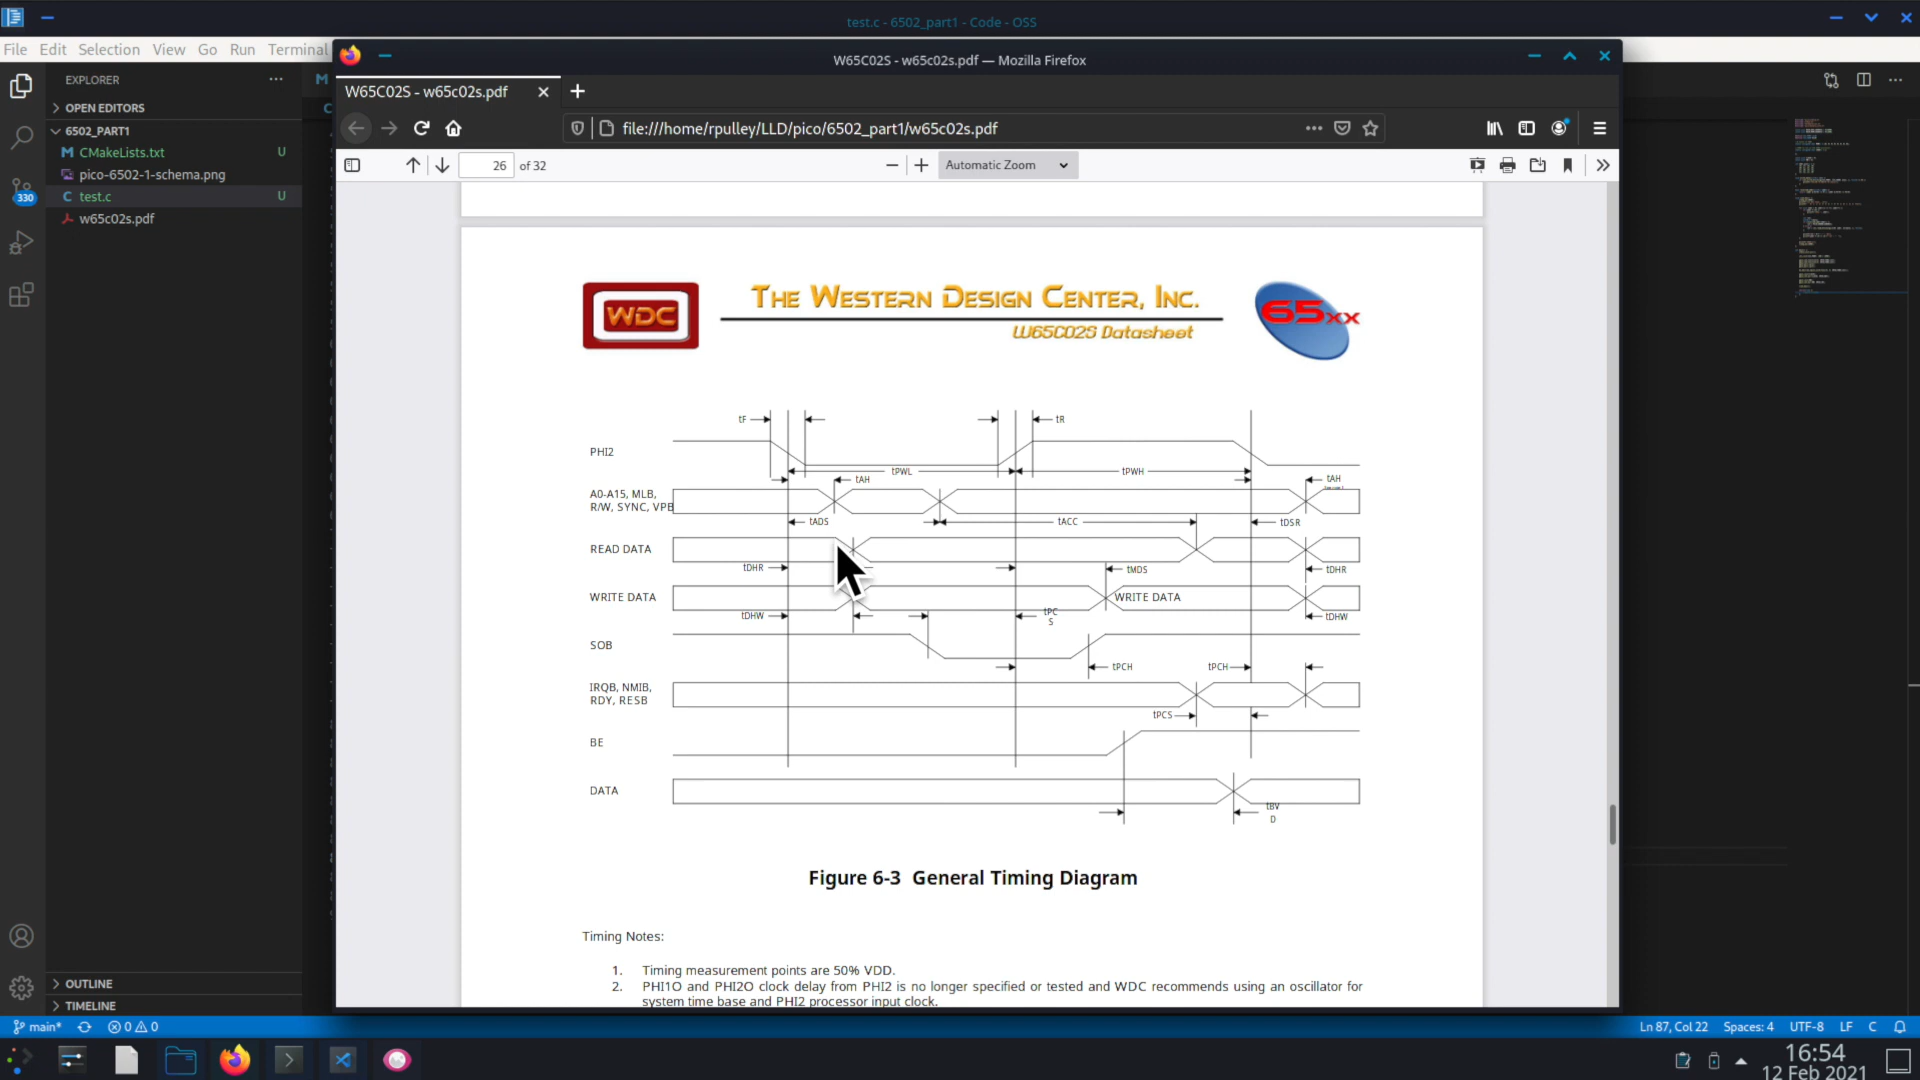 test.c - 6502_part1 - Code - OSS
File Edit Selection View Go Run Terminal
W65C02S - w65c02s.pdf — Mozilla Firefox
EXPLORER
W65C02S - w65c02s.pdf
OPEN EDITORS
6502_PART1
file:///home/rpulley/LLD/pico/6502_part1/w65c02s.pdf
M CMakeLists.txt U
26 of 32
Automatic Zoom
pico-6502-1-schema.png
C test.c U
330
w65c02s.pdf
WDC
THE WESTERN DESIGN CENTER, INC.
W65C02S Datasheet
65xx
tF
tR
PHI2
tPWL
tPWH
tAH
tAH
A0-A15, MLB,
R/W, SYNC, VPB
tADS
tACC
tDSR
READ DATA
tDHR
tMDS
tDHR
WRITE DATA
WRITE DATA
tDHW
tPC
S
tDHW
SOB
tPCH
tPCH
IRQB, NMIB,
RDY, RESB
tPCS
BE
DATA
tBV
D
Figure 6-3 General Timing Diagram
Timing Notes:
1. Timing measurement points are 50% VDD.
2. PHI1O and PHI2O clock delay from PHI2 is no longer specified or tested and WDC recommends using an oscillator for
system time base and PHI2 processor input clock.
OUTLINE
TIMELINE
main* 0 0
Ln 87, Col 22 Spaces: 4 UTF-8 LF C
16:54
12 Feb 2021